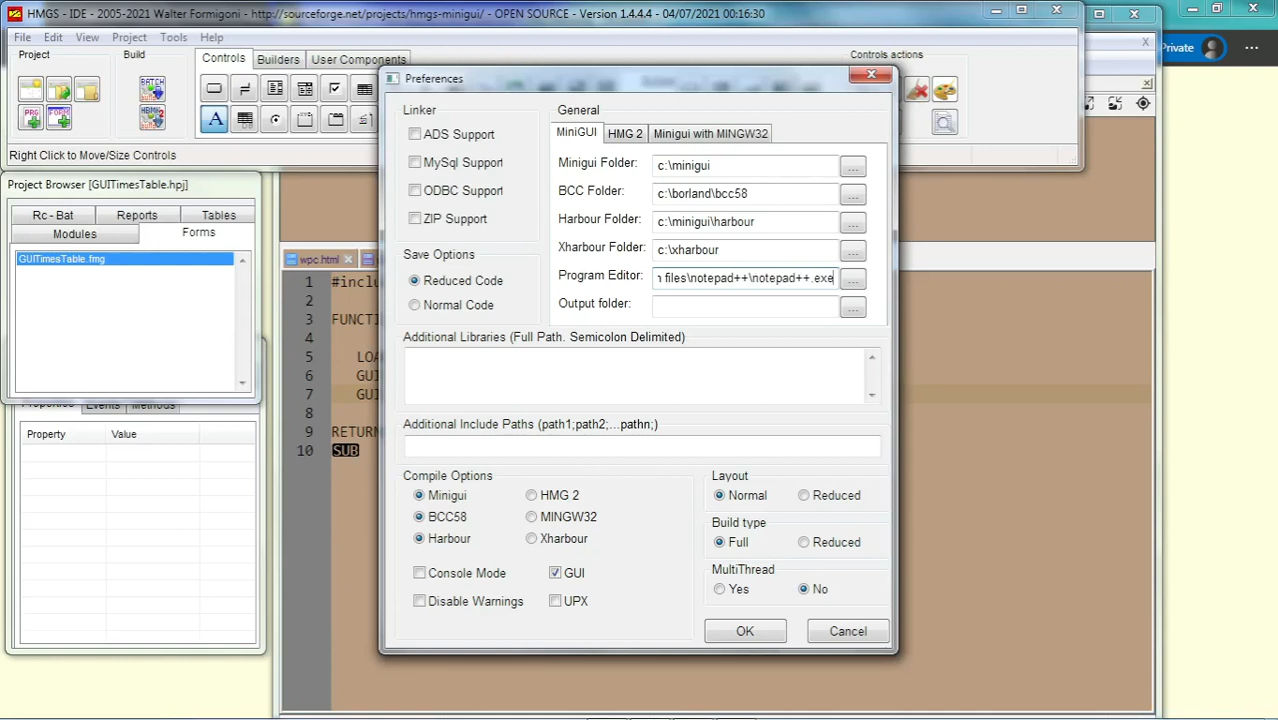 HMGS - IDE - 2005-2021 Walter Formigoni - http://sourceforge.net/projects/hmgs-minigui/ - OPEN SOURCE - Version 1.4.4.4 - 04/07/2021 00:16:30
File Edit View Project Tools Help
Project Build Controls Builders User Components Controls actions
Private
PRG FORM
BATCH
HBMK2
A
Right Click to Move/Size Controls
Project Browser [GUITimesTable.hpj]
Rc - Bat Reports Tables
Modules Forms
GUITimesTable.fmg
Properties Events Methods
Property Value
wpc.html
1 #inclu
2
3 FUNCTI
4
5 LOA
6 GUI
7 GUI
8
9 RETURN
10 SUB
Preferences
Linker
ADS Support
MySql Support
ODBC Support
ZIP Support
Save Options
Reduced Code
Normal Code
General
MiniGUI HMG 2 Minigui with MINGW32
Minigui Folder: c:\minigui ...
BCC Folder: c:\borland\bcc58 ...
Harbour Folder: c:\minigui\harbour ...
Xharbour Folder: c:\xharbour ...
Program Editor: files\notepad++\notepad++.exe ...
Output folder: ...
Additional Libraries (Full Path. Semicolon Delimited)
Additional Include Paths (path1;path2;...pathn;)
Compile Options
Minigui HMG 2
BCC58 MINGW32
Harbour Xharbour
Console Mode GUI
Disable Warnings UPX
Layout
Normal Reduced
Build type
Full Reduced
MultiThread
Yes No
OK Cancel